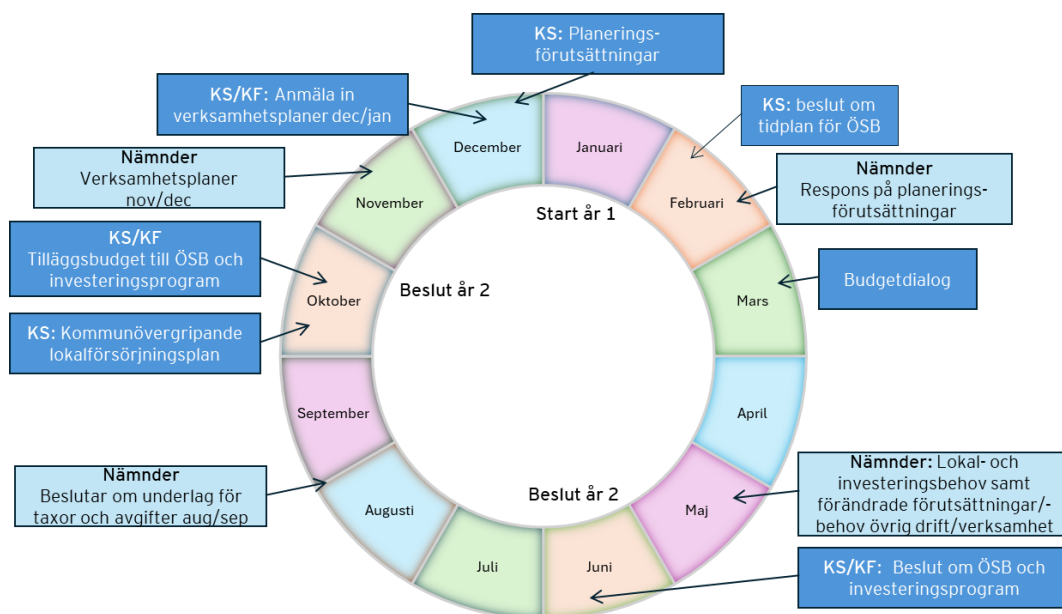 KS: Planerings-
förutsättningar
KS/KF: Anmäla in
verksamhetsplaner dec/jan
KS: beslut om
tidplan för ÖSB
Nämnder
Verksamhetsplaner
nov/dec
Nämnder
Respons på planerings-
förutsättningar
KS/KF
Tilläggsbudget till ÖSB och
investeringsprogram
Budgetdialog
KS: Kommunövergripande
lokalförsörjningsplan
Nämnder
Beslutar om underlag för
taxor och avgifter aug/sep
Nämnder: Lokal- och
investeringsbehov samt
förändrade förutsättningar/-
behov övrig drift/verksamhet
KS/KF: Beslut om ÖSB och
investeringsprogram
Januari
Februari
Mars
April
Maj
Juni
Juli
Augusti
September
Oktober
November
December
Start år 1
Beslut år 2
Beslut år 2